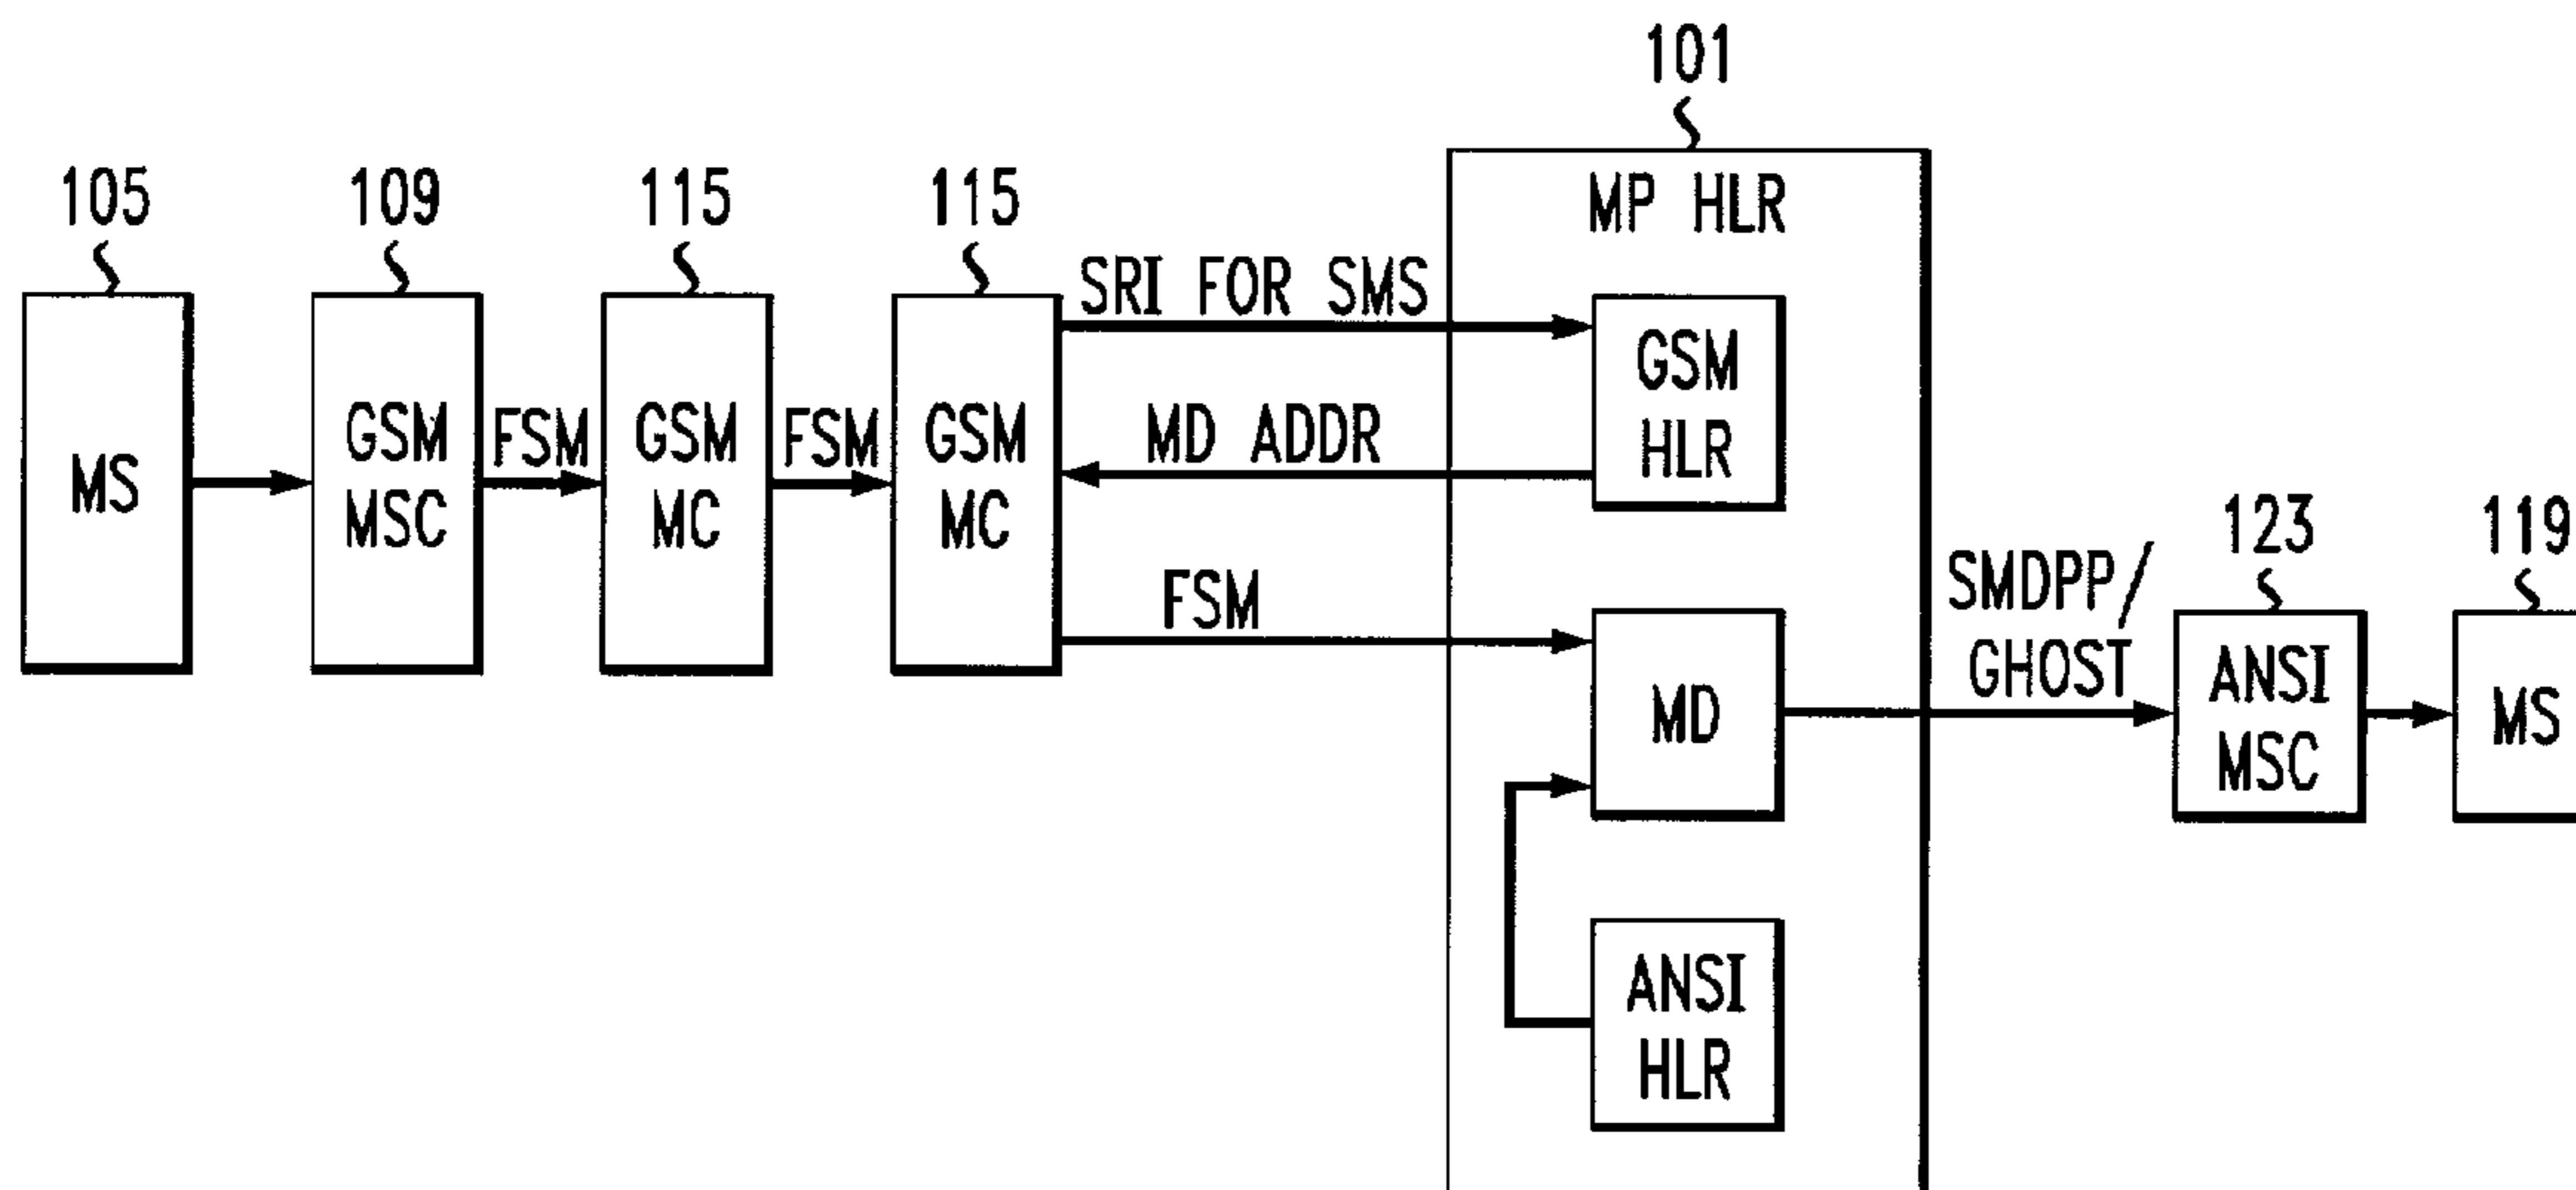 101
105
109
115
115
MP HLR
SRI FOR SMS
GSM
HLR
MS
GSM
MSC
FSM
GSM
MC
FSM
GSM
MC
MD ADDR
FSM
MD
SMDPP/
GHOST
123
119
ANSI
MSC
MS
ANSI
HLR